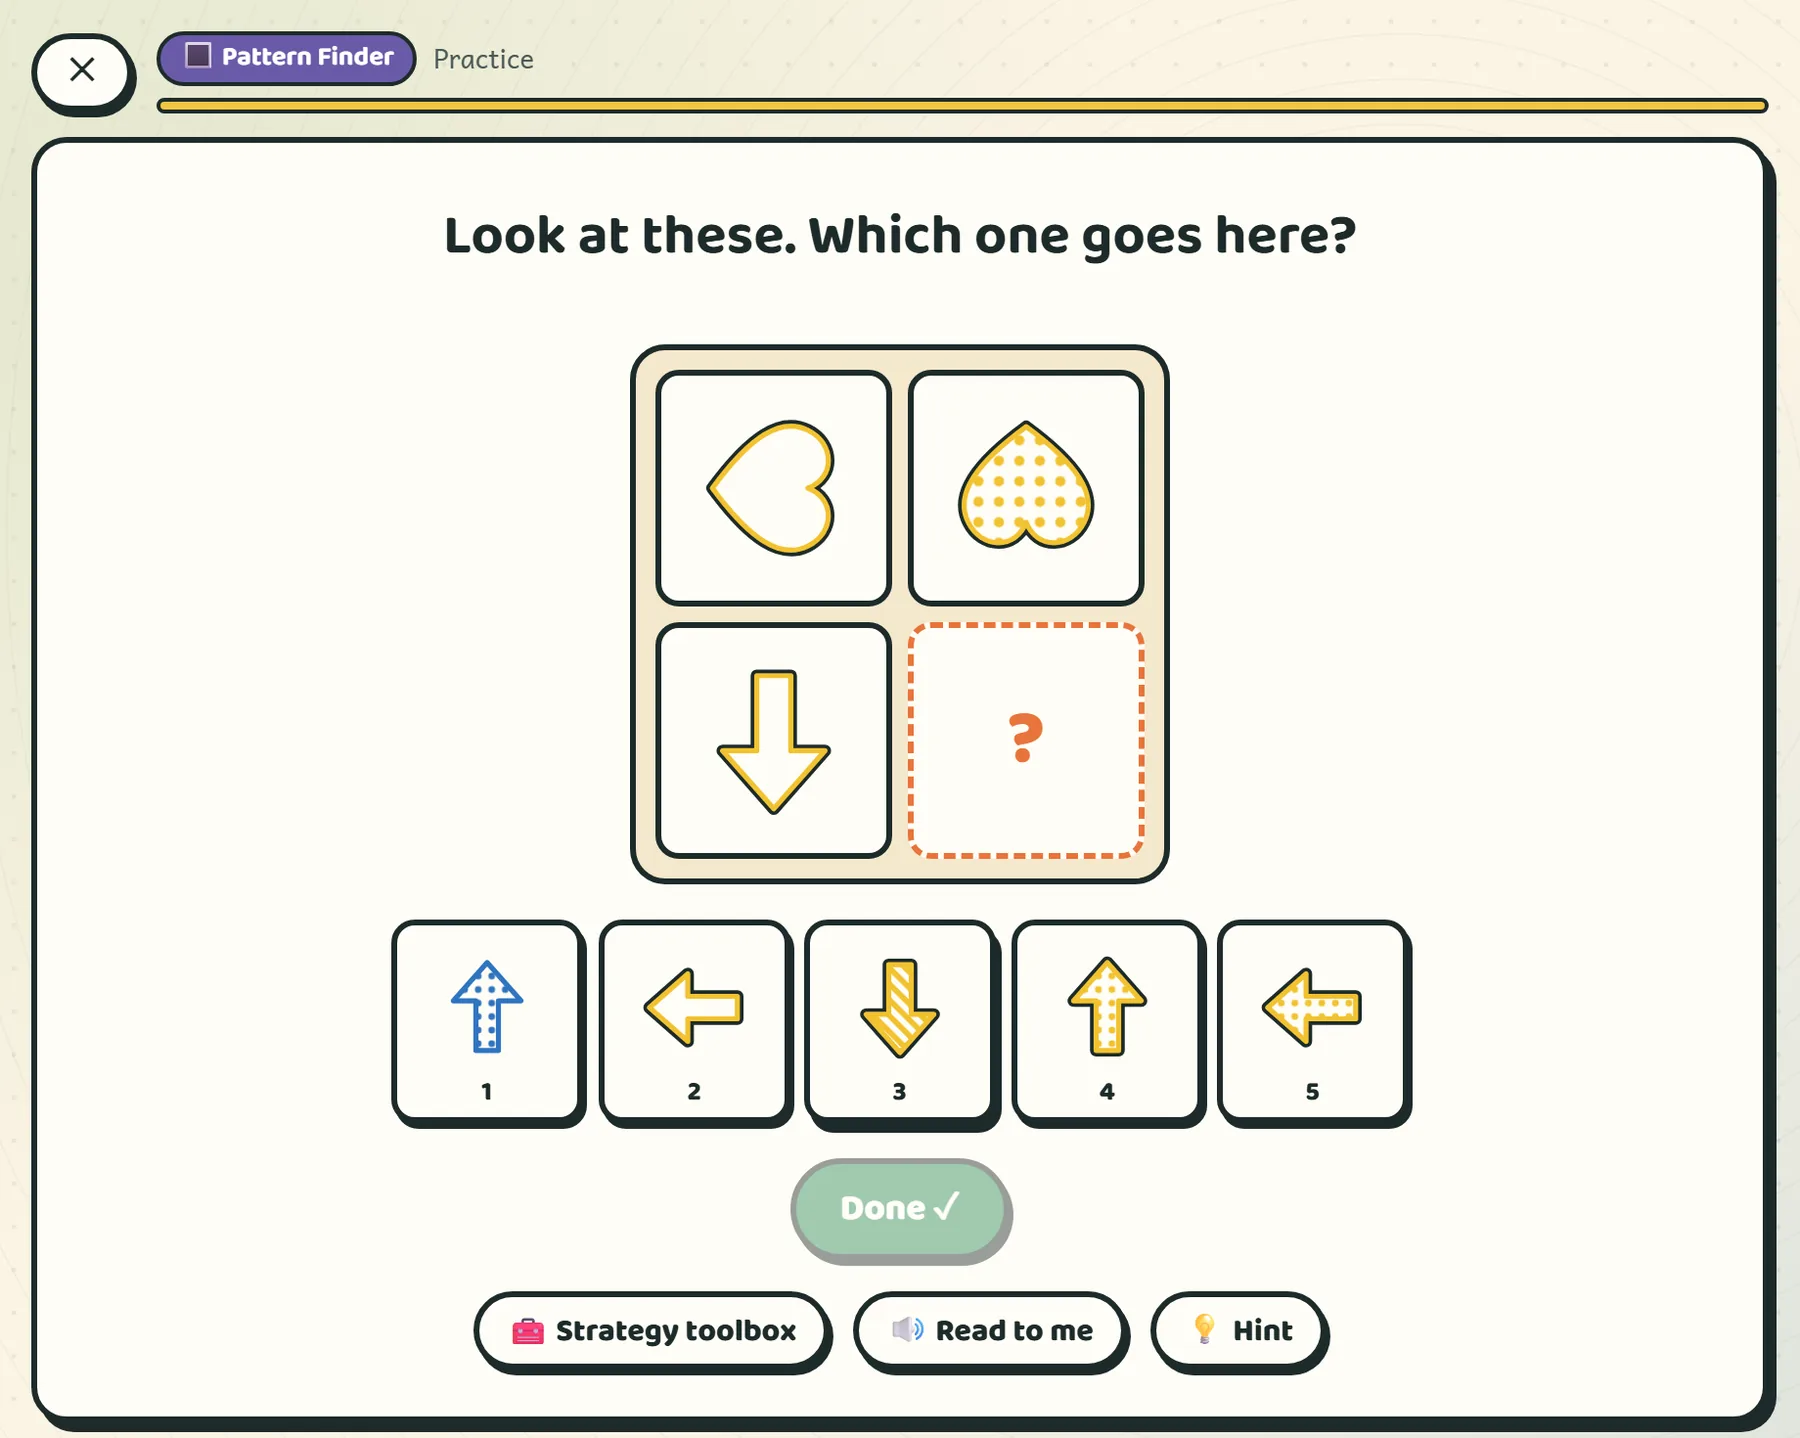 Pattern Finder Practice
Look at these. Which one goes here?
?
1 2 3 4 5
Done ✓
Strategy toolbox Read to me Hint